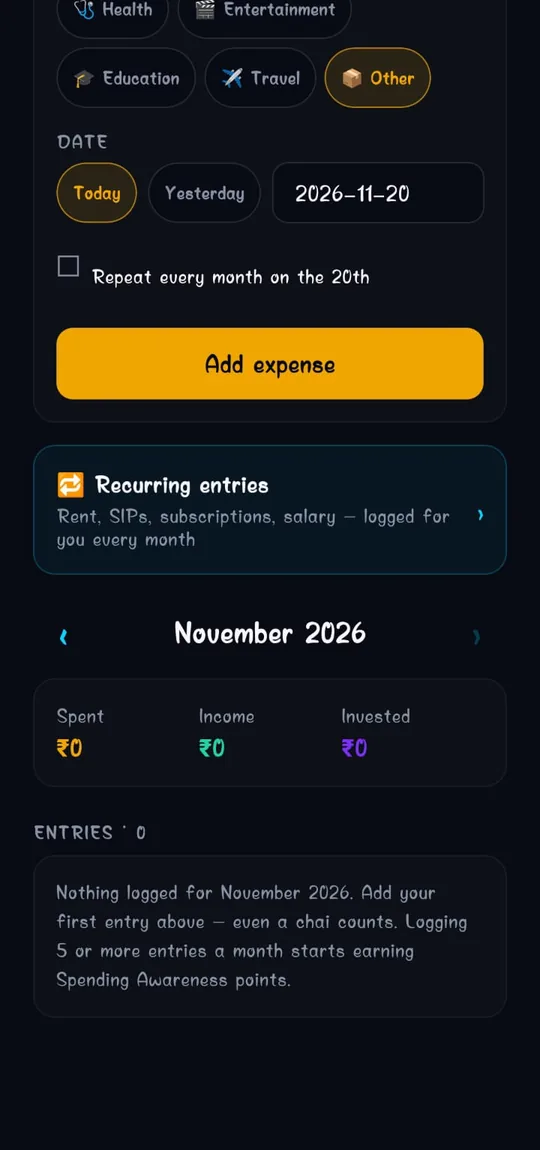 Health Entertainment
Education Travel Other
DATE
Today Yesterday 2026-11-20
Repeat every month on the 20th
Add expense
Recurring entries
Rent, SIPs, subscriptions, salary — logged for
you every month
‹ November 2026 ›
Spent Income Invested
₹0 ₹0 ₹0
ENTRIES · 0
Nothing logged for November 2026. Add your
first entry above — even a chai counts. Logging
5 or more entries a month starts earning
Spending Awareness points.